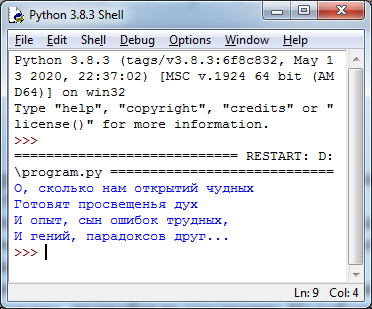 Python 3.8.3 Shell
File Edit Shell Debug Options Window Help
Python 3.8.3 (tags/v3.8.3:6f8c832, May 1
3 2020, 22:37:02) [MSC v.1924 64 bit (AM
D64)] on win32
Type "help", "copyright", "credits" or "
license()" for more information.
>>>
============================ RESTART: D:
\program.py ============================
О, сколько нам открытий чудных
Готовят просвещенья дух
И опыт, сын ошибок трудных,
И гений, парадоксов друг...
>>>
Ln: 9 Col: 4